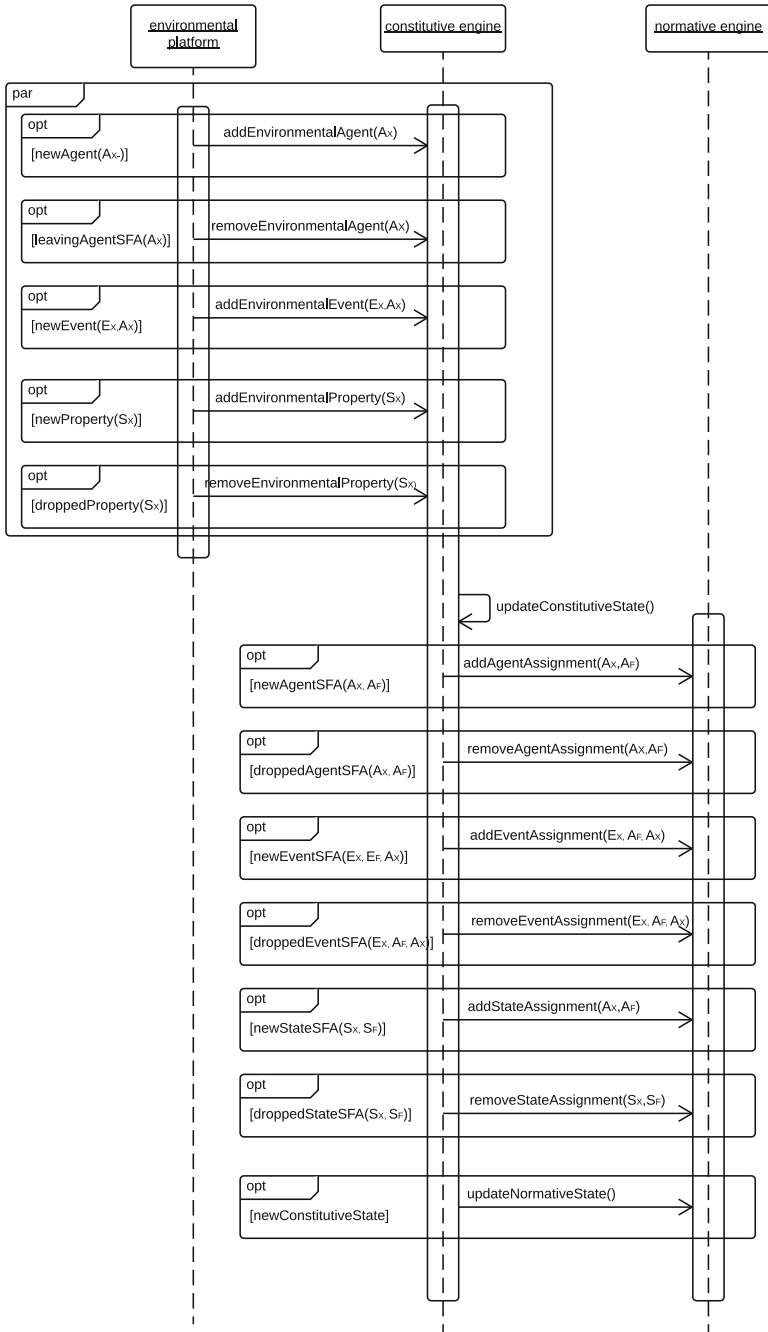 environmental
platform
constitutive engine
normative engine
par
opt
addEnvironmentalAgent(Ax)
[newAgent(Ax-)]
opt
removeEnvironmentalAgent(Ax)
[leavingAgentSFA(Ax)]
opt
addEnvironmentalEvent(Ex,Ax)
[newEvent(Ex,Ax)]
opt
addEnvironmentalProperty(Sx)
[newProperty(Sx)]
opt
removeEnvironmentalProperty(Sx)
[droppedProperty(Sx)]
updateConstitutiveState()
opt
addAgentAssignment(Ax,AF)
[newAgentSFA(Ax, AF)]
opt
removeAgentAssignment(Ax,AF)
[droppedAgentSFA(Ax, AF)]
opt
addEventAssignment(Ex, AF, Ax)
[newEventSFA(Ex, EF, Ax)]
opt
removeEventAssignment(Ex, AF, Ax)
[droppedEventSFA(Ex, AF, Ax)]
opt
addStateAssignment(Ax,AF)
[newStateSFA(Sx, SF)]
opt
removeStateAssignment(Sx,SF)
[droppedStateSFA(Sx, SF)]
opt
updateNormativeState()
[newConstitutiveState]